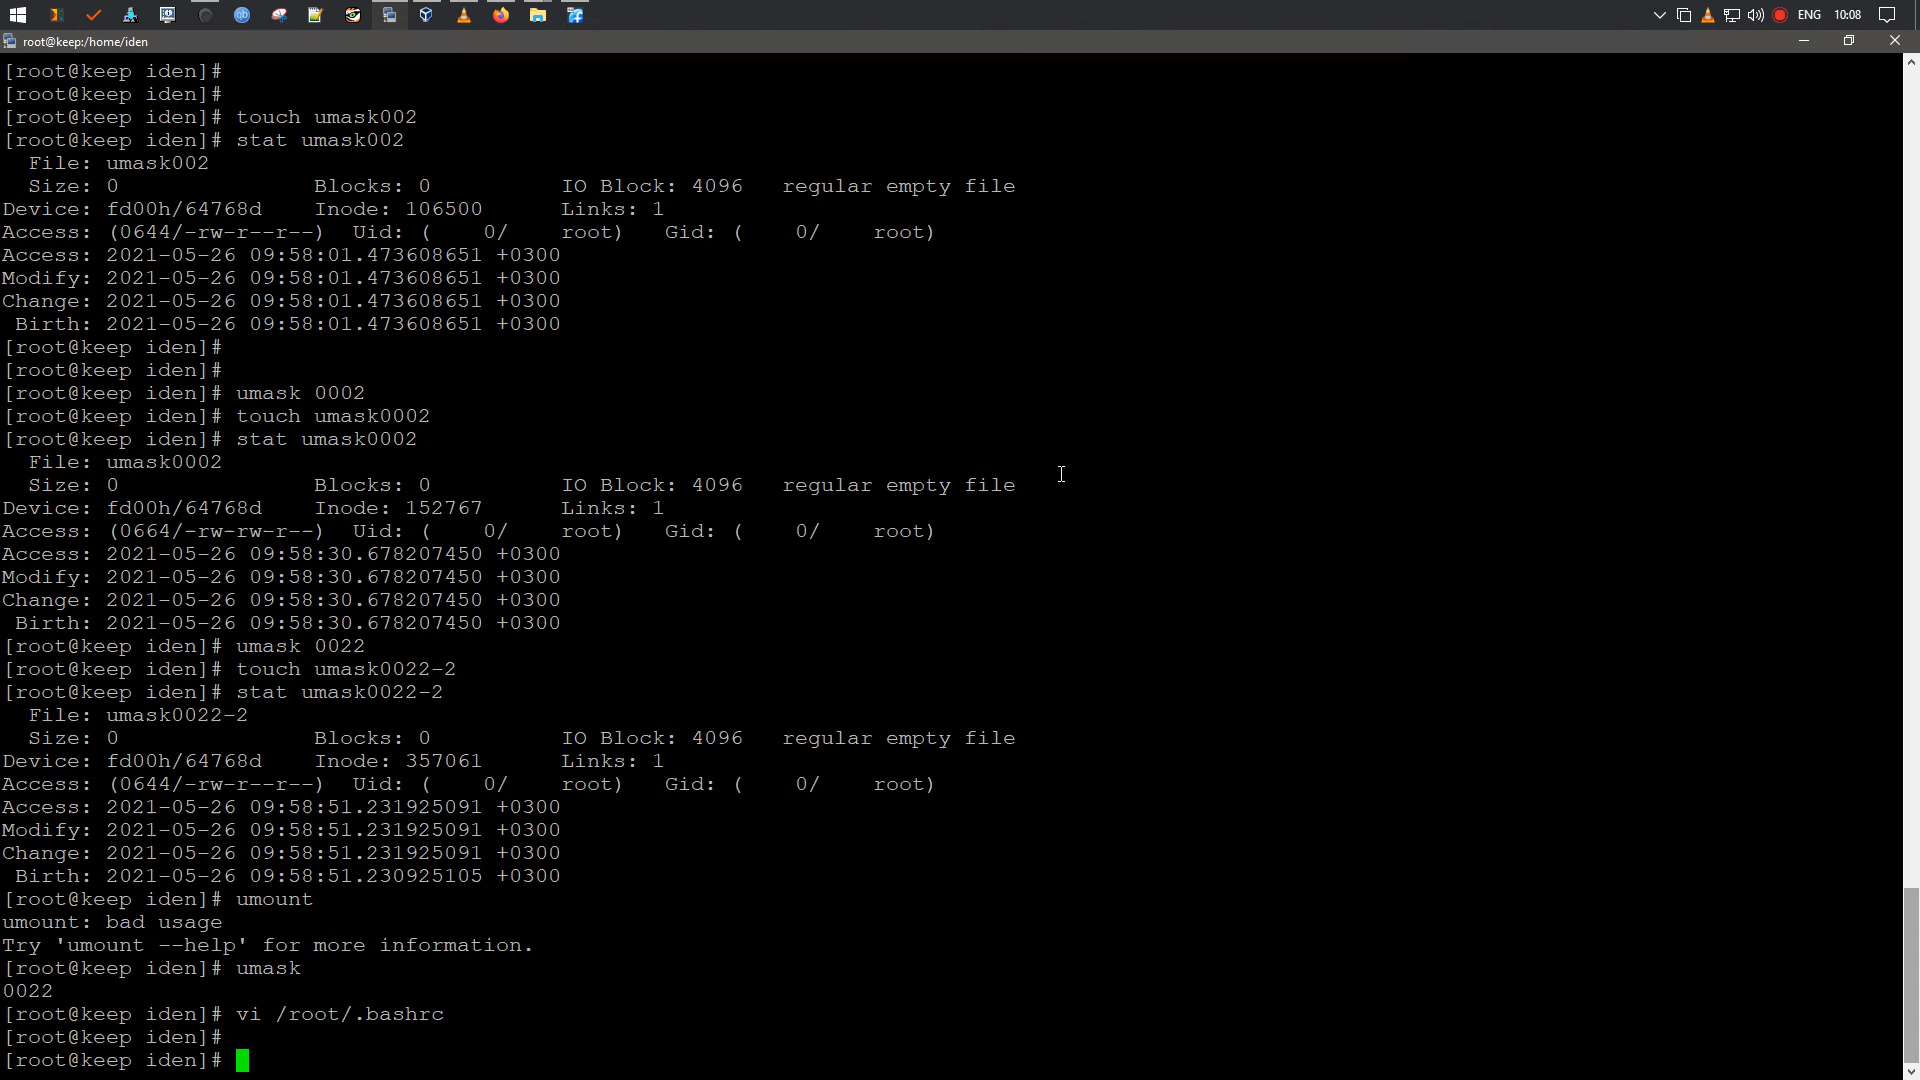 ENG 10:08
root@keep:/home/iden
[root@keep iden]#
[root@keep iden]#
[root@keep iden]# touch umask002
[root@keep iden]# stat umask002
  File: umask002
  Size: 0               Blocks: 0          IO Block: 4096   regular empty file
Device: fd00h/64768d    Inode: 106500      Links: 1
Access: (0644/-rw-r--r--)  Uid: (    0/    root)   Gid: (    0/    root)
Access: 2021-05-26 09:58:01.473608651 +0300
Modify: 2021-05-26 09:58:01.473608651 +0300
Change: 2021-05-26 09:58:01.473608651 +0300
 Birth: 2021-05-26 09:58:01.473608651 +0300
[root@keep iden]#
[root@keep iden]#
[root@keep iden]# umask 0002
[root@keep iden]# touch umask0002
[root@keep iden]# stat umask0002
  File: umask0002
  Size: 0               Blocks: 0          IO Block: 4096   regular empty file
Device: fd00h/64768d    Inode: 152767      Links: 1
Access: (0664/-rw-rw-r--)  Uid: (    0/    root)   Gid: (    0/    root)
Access: 2021-05-26 09:58:30.678207450 +0300
Modify: 2021-05-26 09:58:30.678207450 +0300
Change: 2021-05-26 09:58:30.678207450 +0300
 Birth: 2021-05-26 09:58:30.678207450 +0300
[root@keep iden]# umask 0022
[root@keep iden]# touch umask0022-2
[root@keep iden]# stat umask0022-2
  File: umask0022-2
  Size: 0               Blocks: 0          IO Block: 4096   regular empty file
Device: fd00h/64768d    Inode: 357061      Links: 1
Access: (0644/-rw-r--r--)  Uid: (    0/    root)   Gid: (    0/    root)
Access: 2021-05-26 09:58:51.231925091 +0300
Modify: 2021-05-26 09:58:51.231925091 +0300
Change: 2021-05-26 09:58:51.231925091 +0300
 Birth: 2021-05-26 09:58:51.230925105 +0300
[root@keep iden]# umount
umount: bad usage
Try 'umount --help' for more information.
[root@keep iden]# umask
0022
[root@keep iden]# vi /root/.bashrc
[root@keep iden]#
[root@keep iden]#